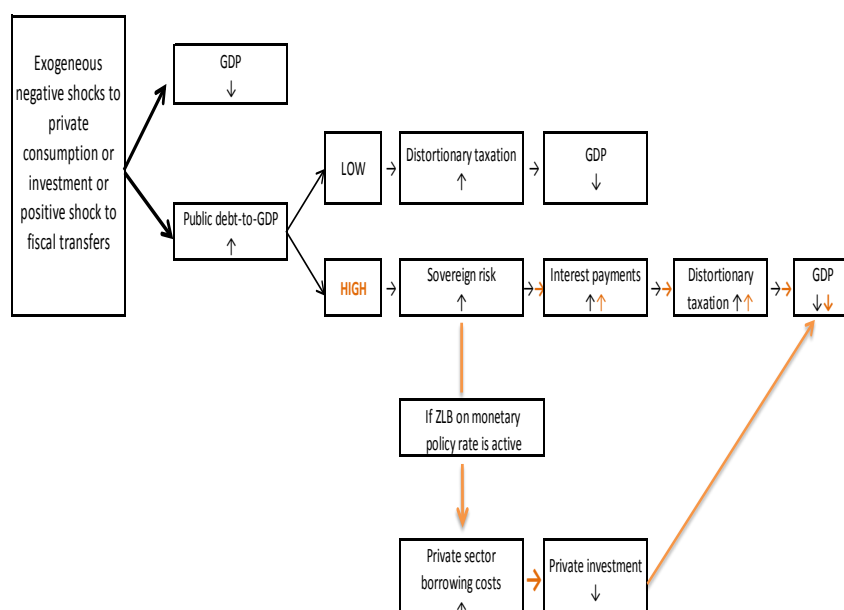 Exogeneous
negative shocks to
private
consumption or
investment or
positive shock to
fiscal transfers
GDP
↓
Public debt-to-GDP
↑
LOW
Distortionary taxation
↑
GDP
↓
HIGH
Sovereign risk
↑
Interest payments
↑↑
Distortionary
taxation ↑↑
GDP
↓↓
If ZLB on monetary
policy rate is active
Private sector
borrowing costs
↑
Private investment
↓